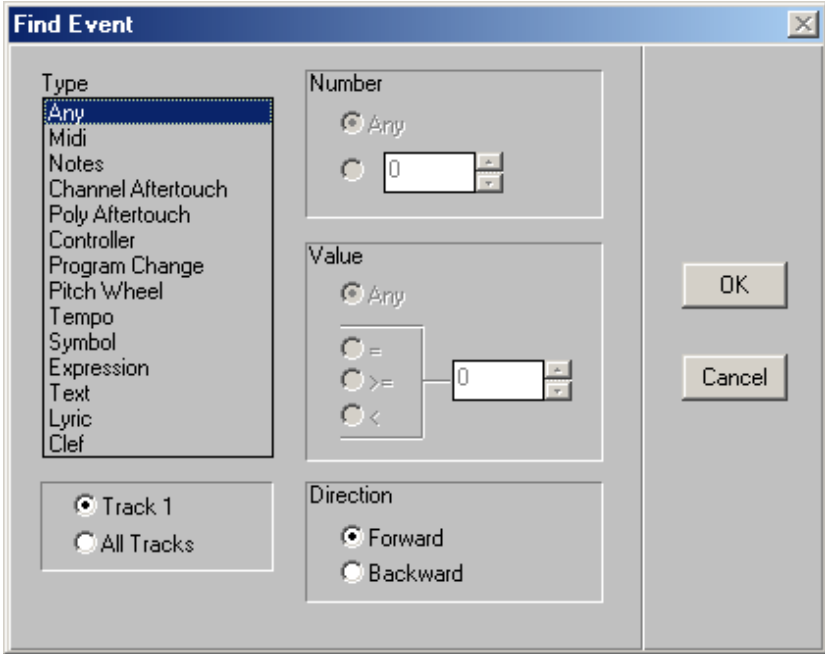 Find Event
Type
Any
Midi
Notes
Channel Aftertouch
Poly Aftertouch
Controller
Program Change
Pitch Wheel
Tempo
Symbol
Expression
Text
Lyric
Clef
Track 1
All Tracks
Number
Any
0
Value
Any
=
>=
<
0
Direction
Forward
Backward
OK
Cancel